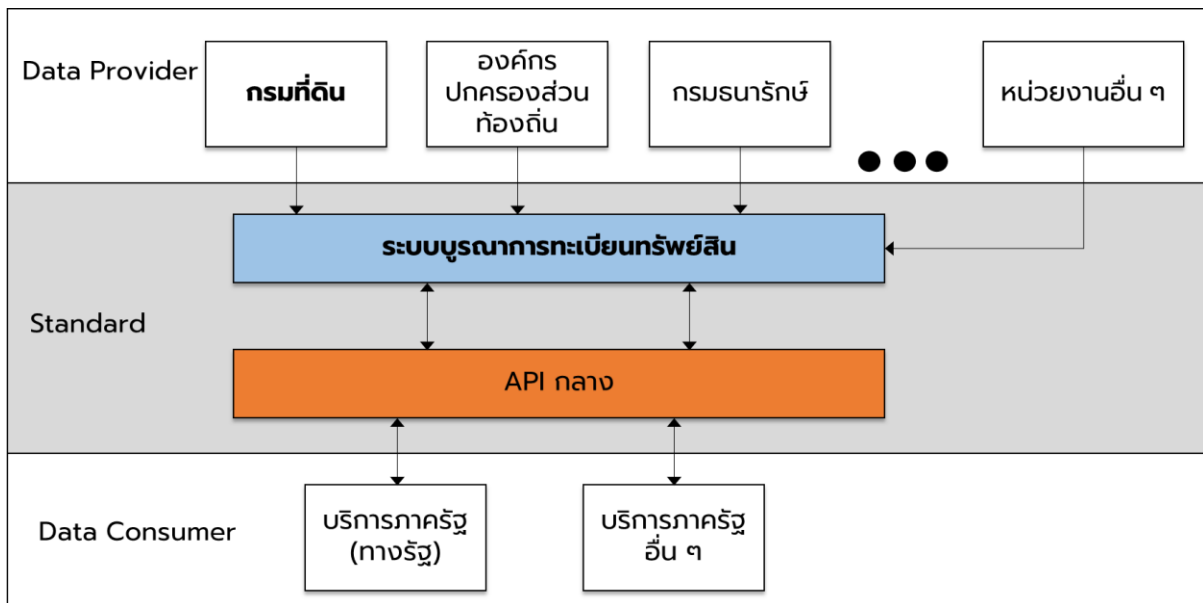 Data Provider
กรมที่ดิน
องค์กร
ปกครองส่วน
ท้องถิ่น
กรมธนารักษ์
หน่วยงานอื่น ๆ
ระบบบูรณาการทะเบียนทรัพย์สิน
Standard
API กลาง
Data Consumer
บริการภาครัฐ
(ทางรัฐ)
บริการภาครัฐ
อื่น ๆ